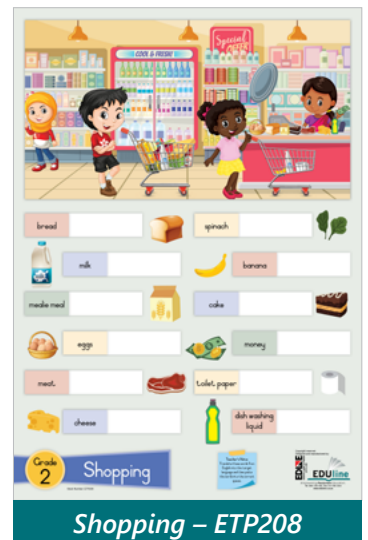 Special
OFFER
COOL & FRESH!
bread
spinach
milk
banana
mealie meal
cake
eggs
money
meat
toilet paper
cheese
dish washing
liquid
Grade
2
Shopping
EDUline
Shopping – ETP208